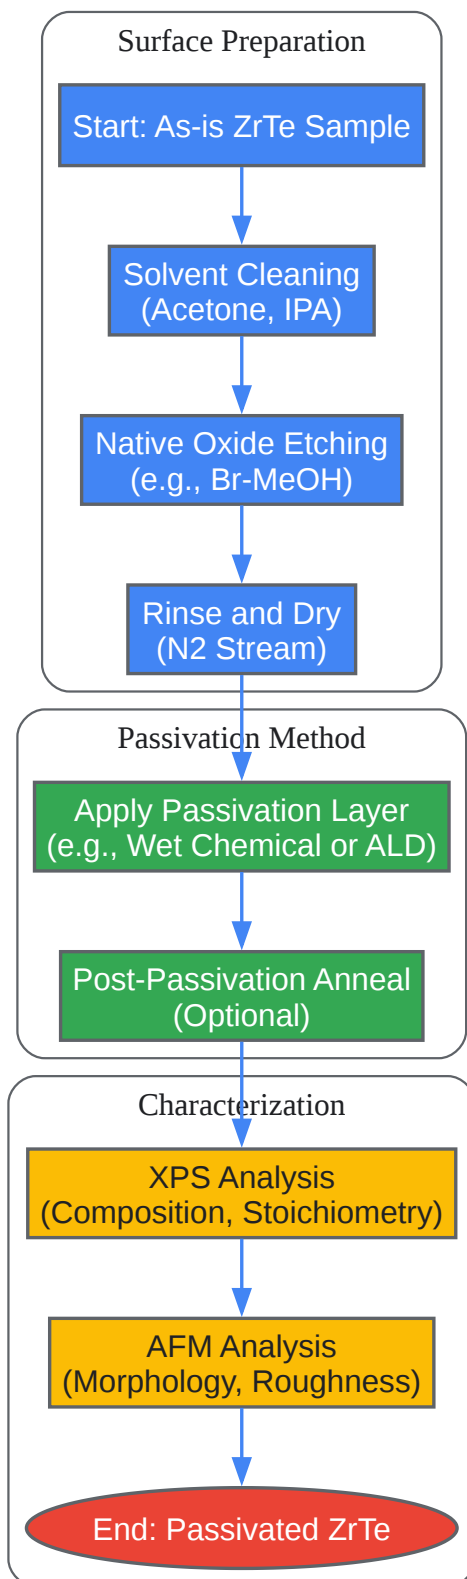 Surface Preparation
Start: As-is ZrTe Sample
Solvent Cleaning
(Acetone, IPA)
Native Oxide Etching
(e.g., Br-MeOH)
Rinse and Dry
(N2 Stream)
Passivation Method
Apply Passivation Layer
(e.g., Wet Chemical or ALD)
Post-Passivation Anneal
(Optional)
Characterization
XPS Analysis
(Composition, Stoichiometry)
AFM Analysis
(Morphology, Roughness)
End: Passivated ZrTe